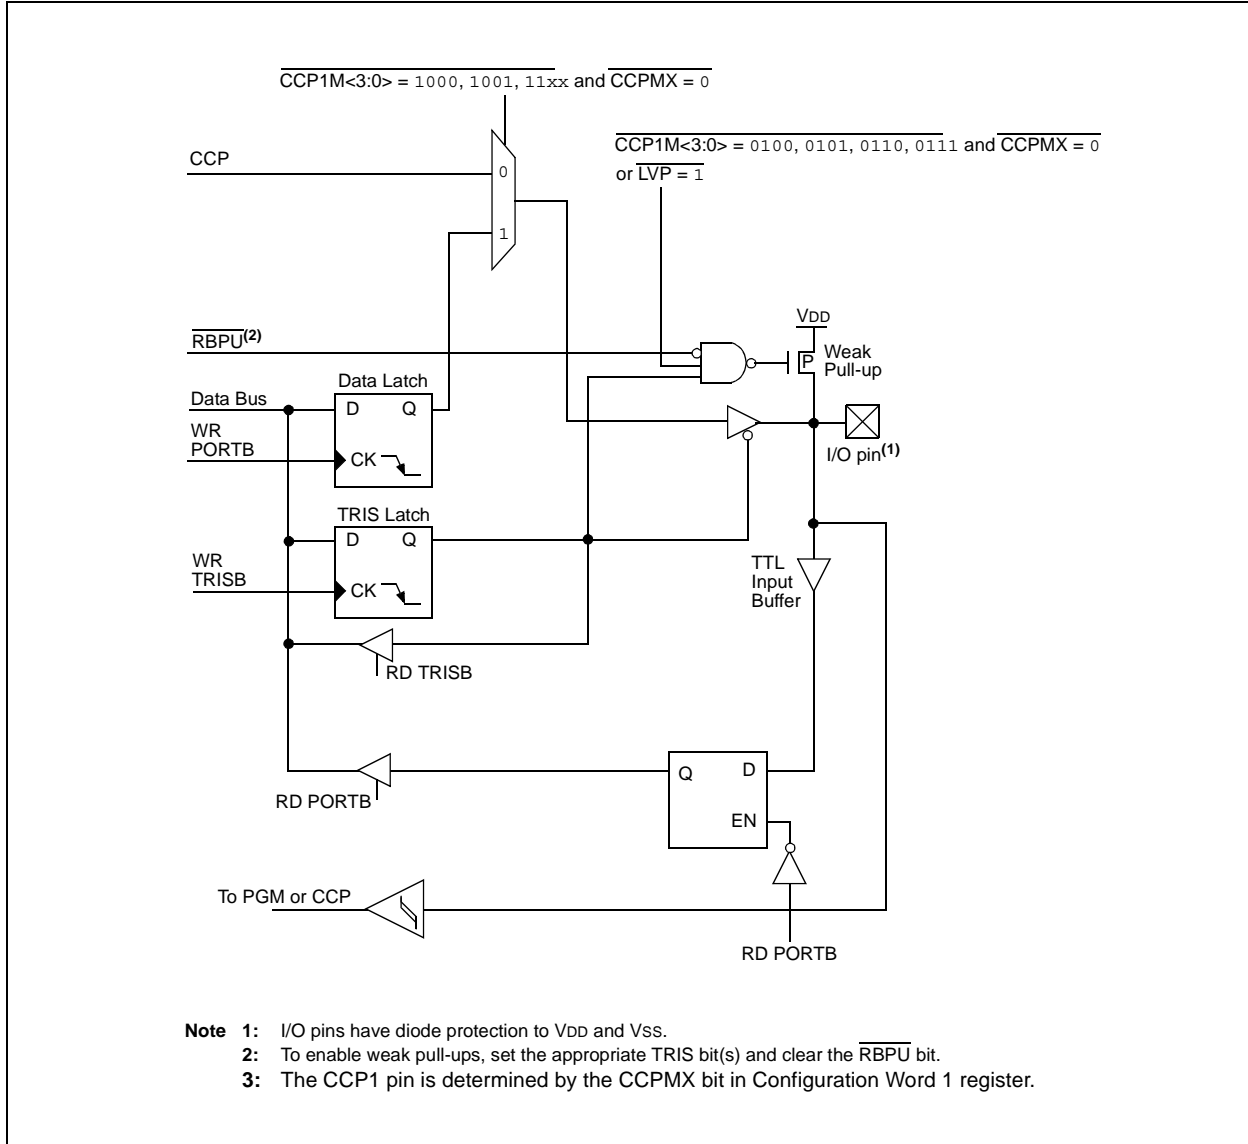 CCP1M<3:0> = 1000, 1001, 11xx and CCPMX = 0
CCP1M<3:0> = 0100, 0101, 0110, 0111 and CCPMX = 0
or LVP = 1
CCP
0
1
VDD
RBPU(2)
P
Weak
Pull-up
Data Latch
Data Bus
D Q
WR
PORTB
CK
I/O pin(1)
TRIS Latch
D Q
WR
TRISB
CK
TTL
Input
Buffer
RD TRISB
Q D
RD PORTB
EN
To PGM or CCP
RD PORTB
Note 1: I/O pins have diode protection to VDD and VSS.
2: To enable weak pull-ups, set the appropriate TRIS bit(s) and clear the RBPU bit.
3: The CCP1 pin is determined by the CCPMX bit in Configuration Word 1 register.